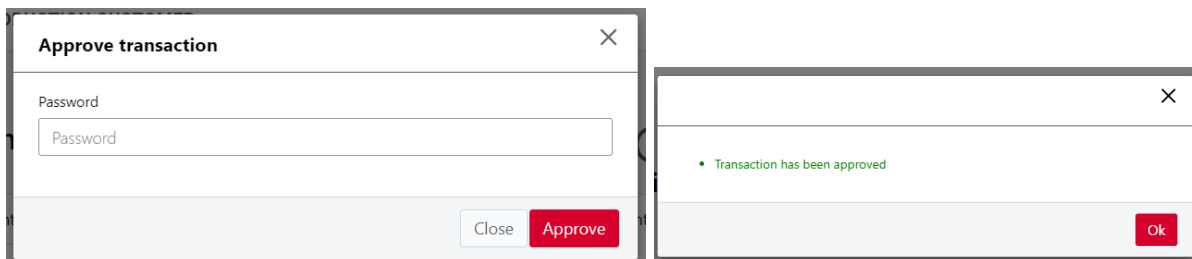 Approve transaction
Password
Password
Close
Approve
Transaction has been approved
Ok